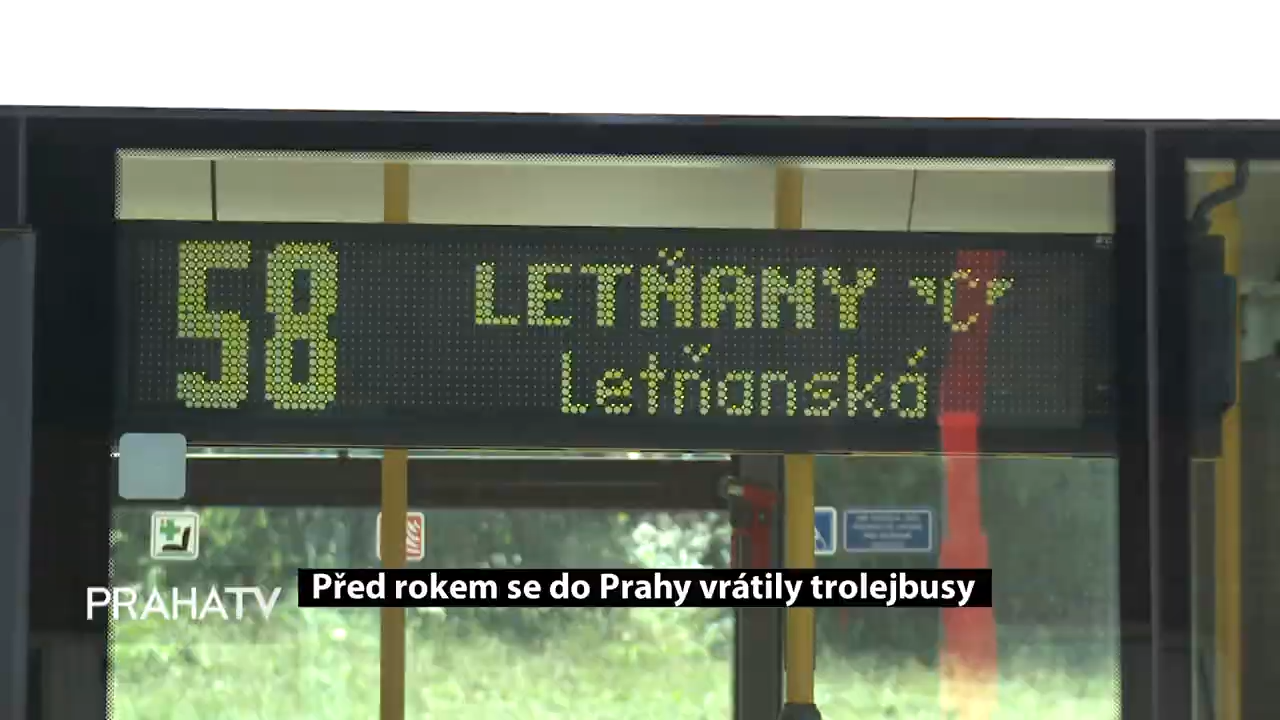 58
LETŇANY
Letňanská
PRAHATV
Před rokem se do Prahy vrátily trolejbusy